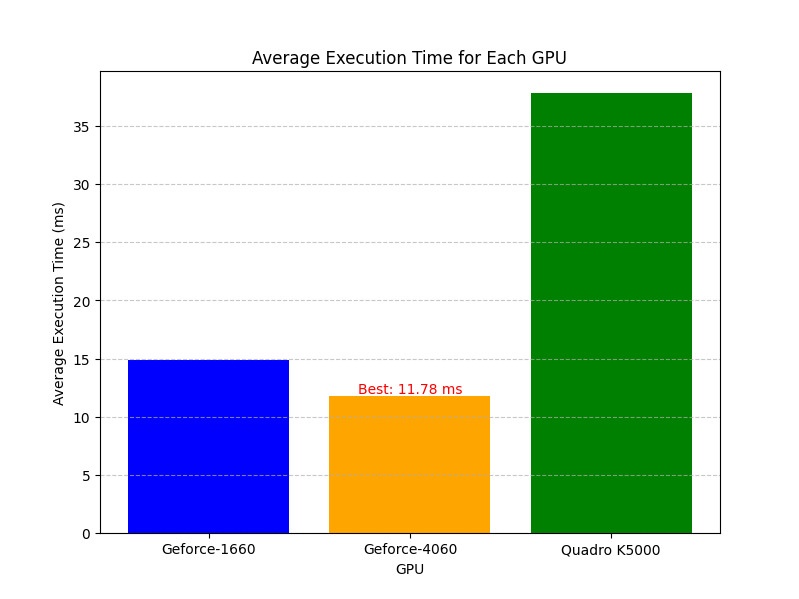 Average Execution Time for Each GPU
Average Execution Time (ms)
35
30
25
20
15
10
5
0
Best: 11.78 ms
Geforce-1660
Geforce-4060
Quadro K5000
GPU